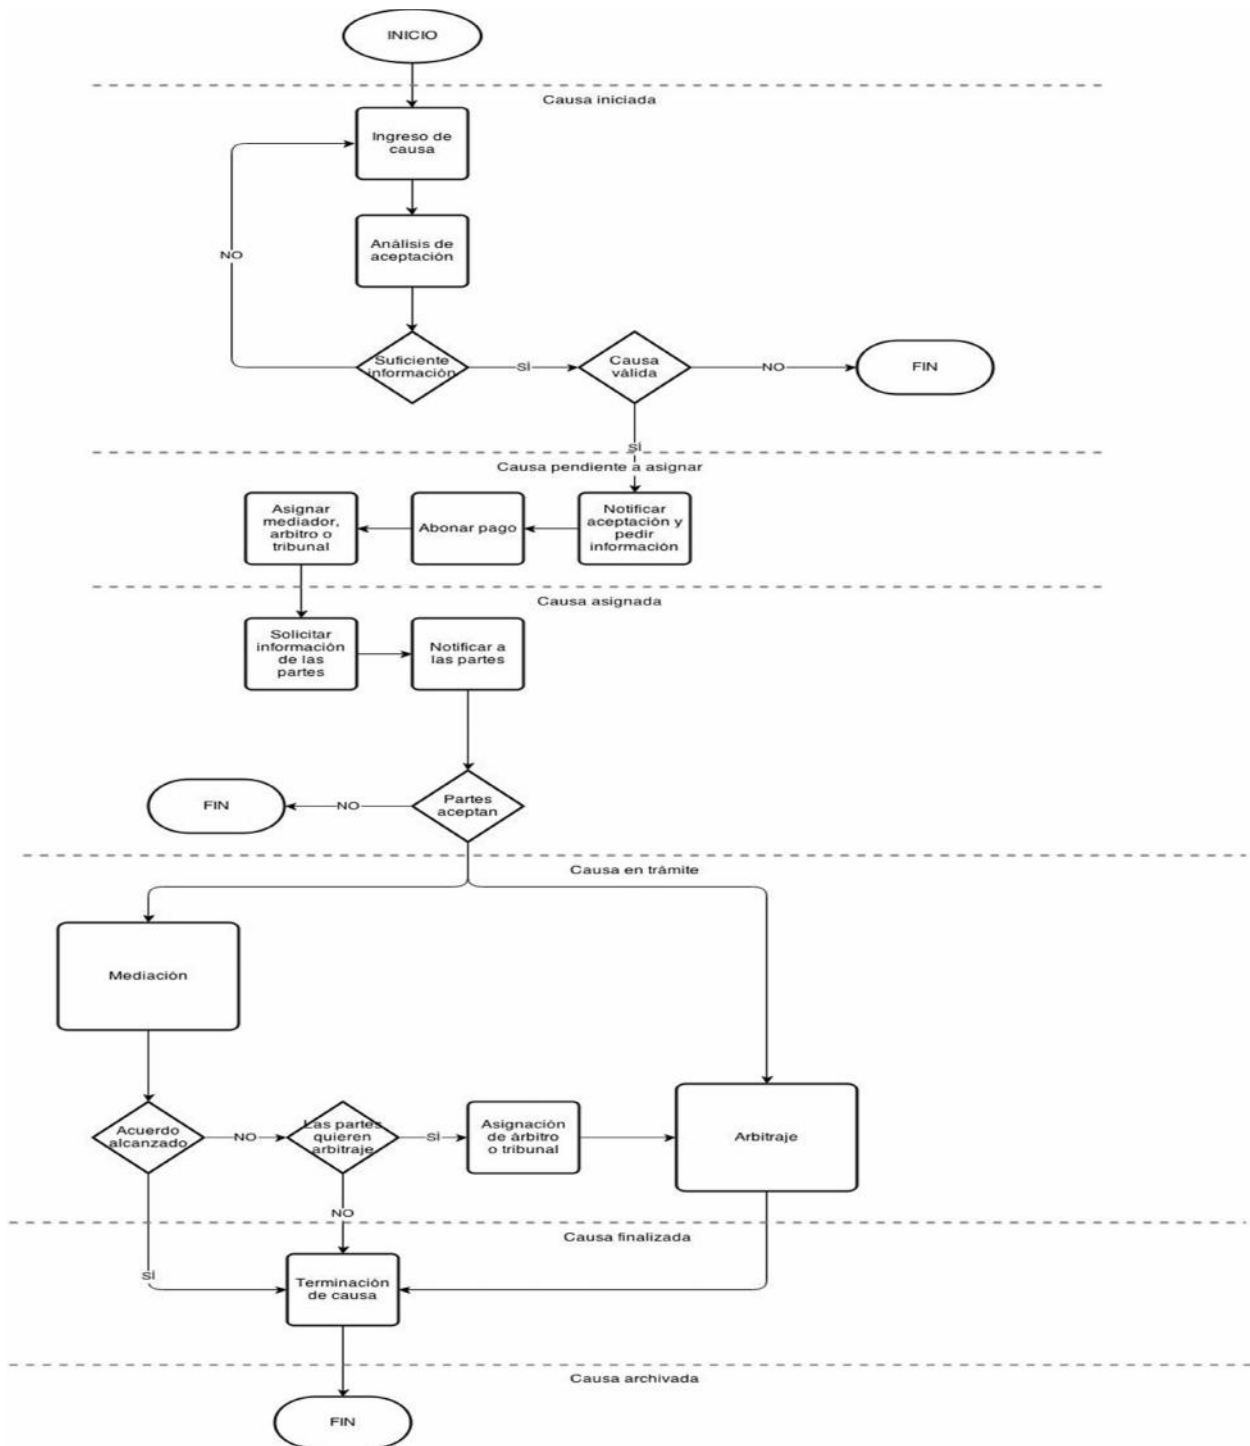 INICIO
Causa iniciada
Ingreso de
causa
Análisis de
aceptación
NO
Suficiente
información
SÍ
Causa
válida
NO
FIN
SÍ
Causa pendiente a asignar
Asignar
mediador,
arbitro o
tribunal
Abonar pago
Notificar
aceptación y
pedir
información
Causa asignada
Solicitar
información
de las
partes
Notificar a
las partes
FIN
NO
Partes
aceptan
Causa en trámite
Mediación
Acuerdo
alcanzado
NO
Las partes
quieren
arbitraje
SÍ
Asignación
de árbitro
o tribunal
Arbitraje
NO
Causa finalizada
SÍ
Terminación
de causa
Causa archivada
FIN